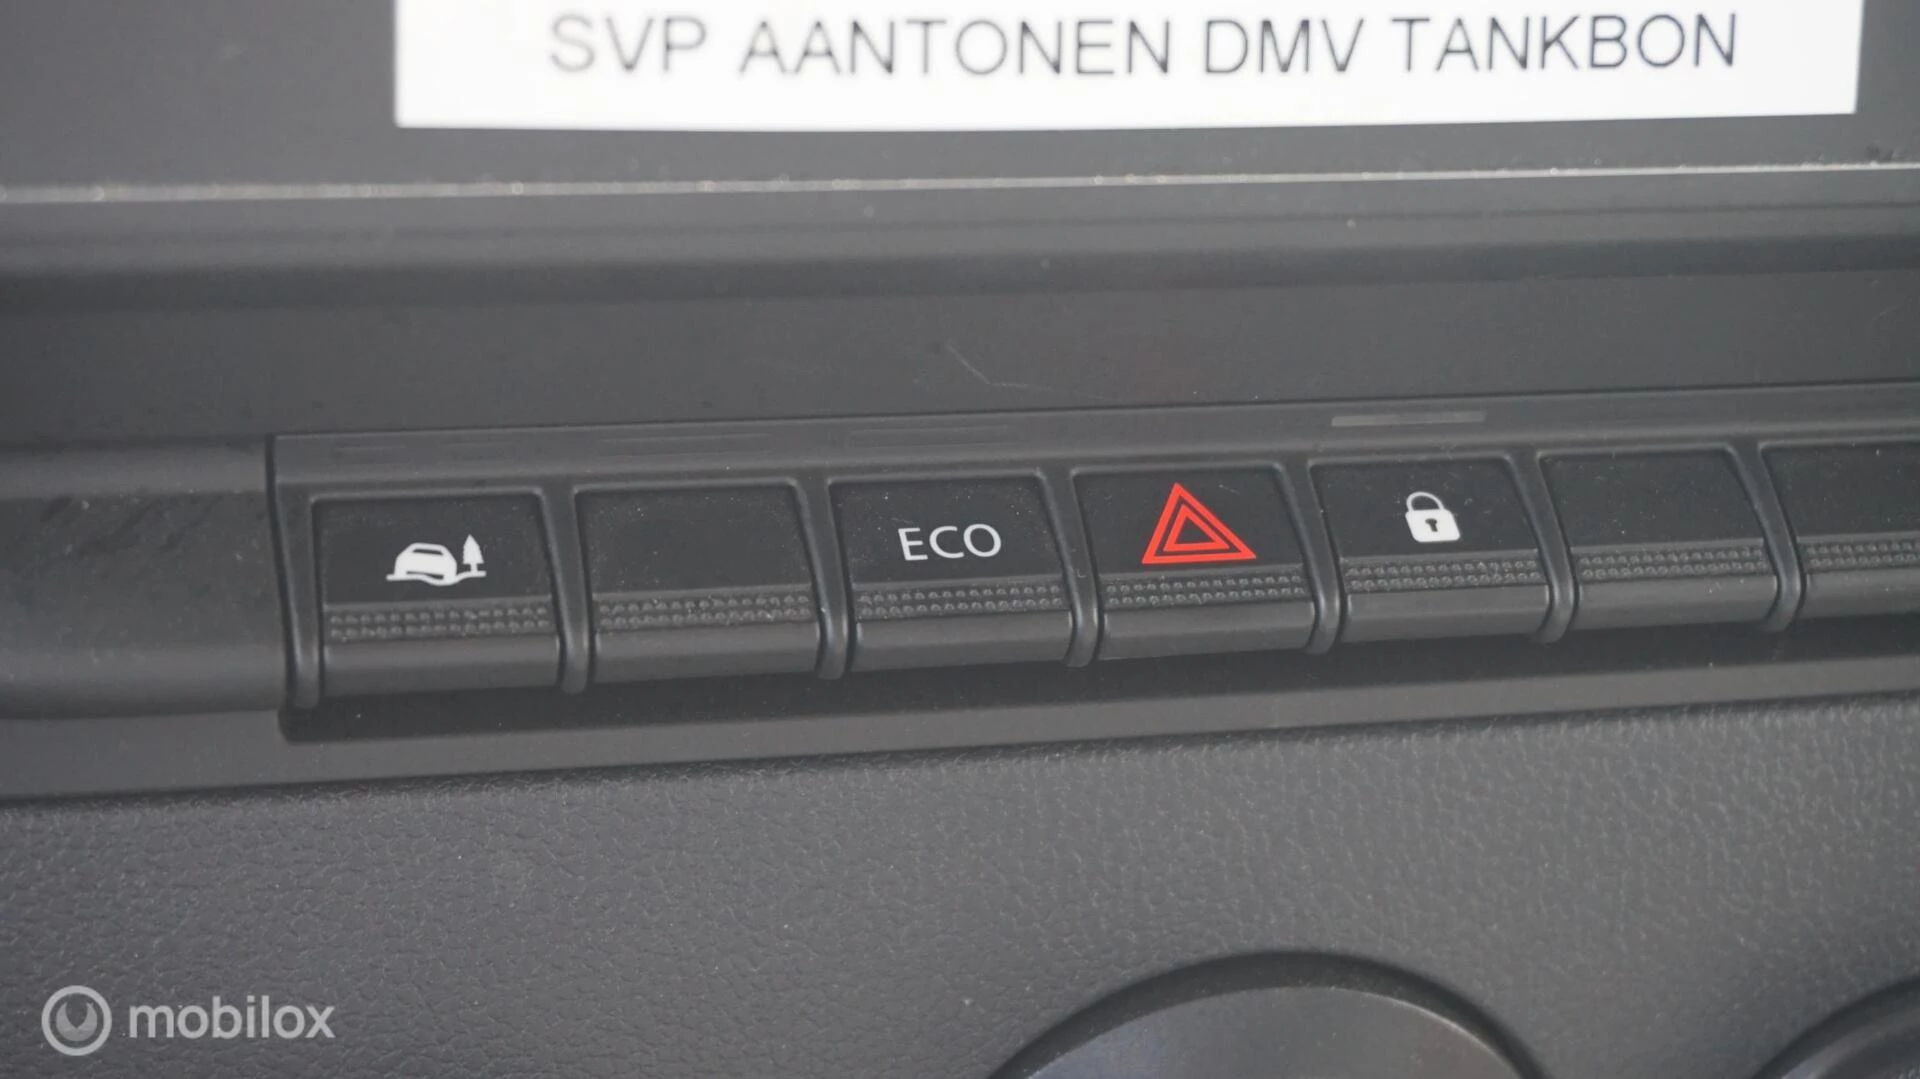 SVP AANTONEN DMV TANKBON
ECO
mobilox